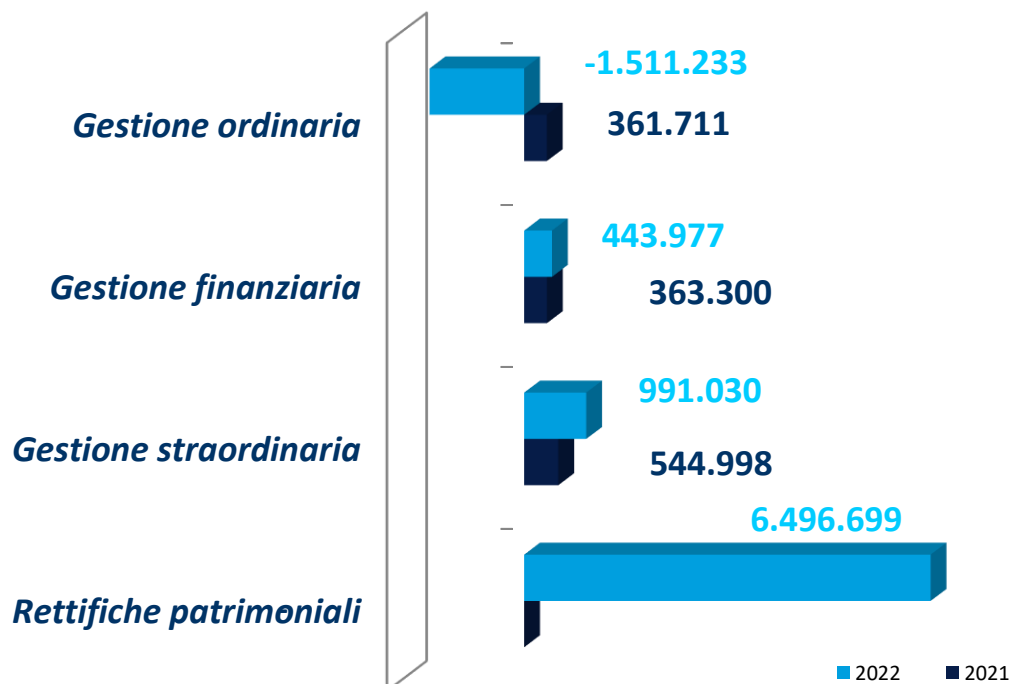 -1.511.233
Gestione ordinaria
361.711
443.977
Gestione finanziaria
363.300
991.030
Gestione straordinaria
544.998
6.496.699
Rettifiche patrimoniali
-
2022 2021